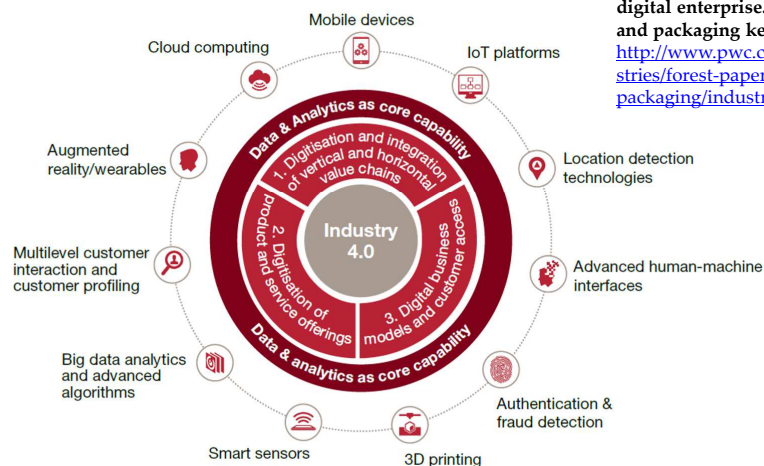 digital enterprise.
and packaging ke
http://www.pwc.c
stries/forest-paper
packaging/industr
Mobile devices
Cloud computing
IoT platforms
Augmented
reality/wearables
Location detection
technologies
Multilevel customer
interaction and
customer profiling
Advanced human-machine
interfaces
Big data analytics
and advanced
algorithms
Authentication &
fraud detection
Smart sensors
3D printing
Data & Analytics as core capability
1. Digitisation and integration
of vertical and horizontal
value chains
2. Digitisation of
product and service offerings
Industry
4.0
3. Digital business
models and customer access
Data & analytics as core capability